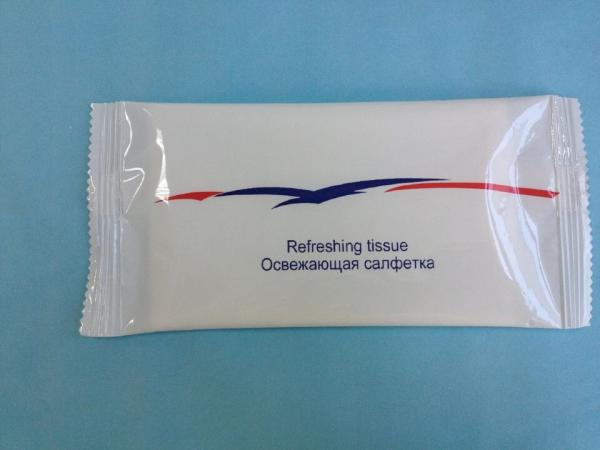 Refreshing tissue
Освежающая салфетка